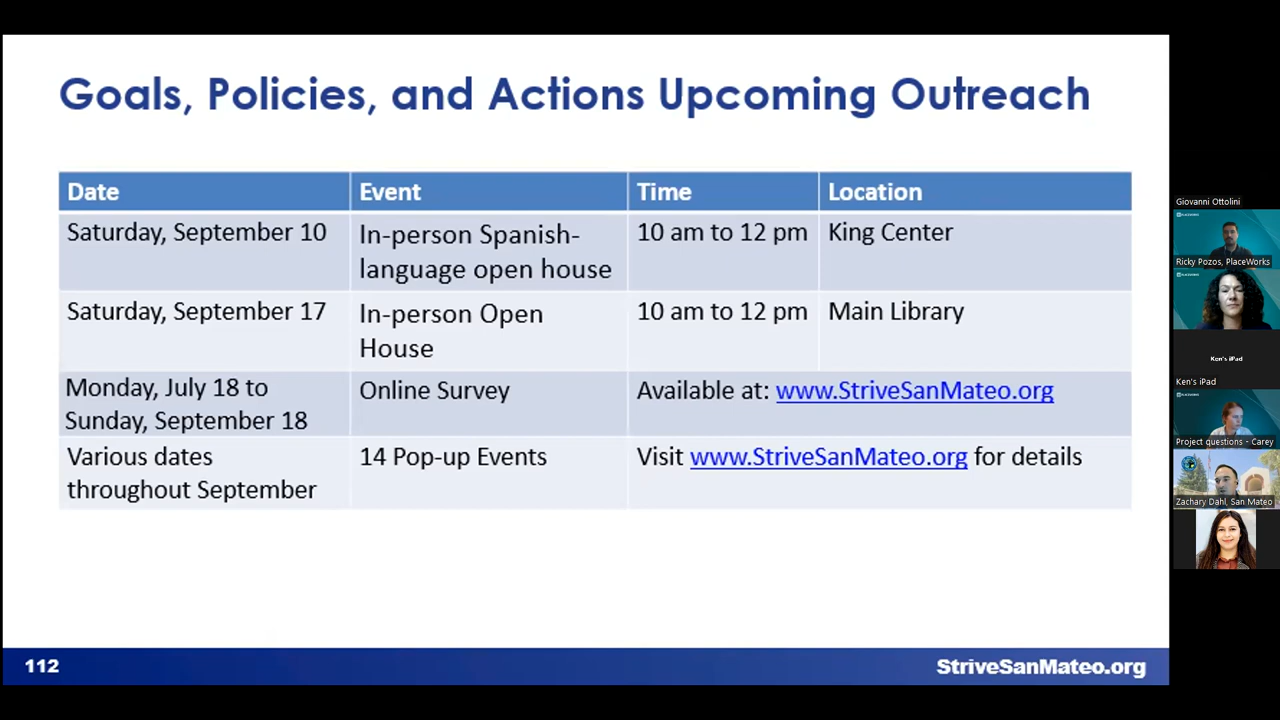 Goals, Policies, and Actions Upcoming Outreach
Date Event Time Location
Saturday, September 10 In-person Spanish- 10 am to 12 pm King Center
language open house
Saturday, September 17 In-person Open 10 am to 12 pm Main Library
House
Monday, July 18 to Online Survey Available at: www.StriveSanMateo.org
Sunday, September 18
Various dates 14 Pop-up Events Visit www.StriveSanMateo.org for details
throughout September
112 StriveSanMateo.org
Giovanni Ottolini
Ricky Pozos, PlaceWorks
Ken's iPad
Ken's iPad
Project questions - Carey
Zachary Dahl, San Mateo